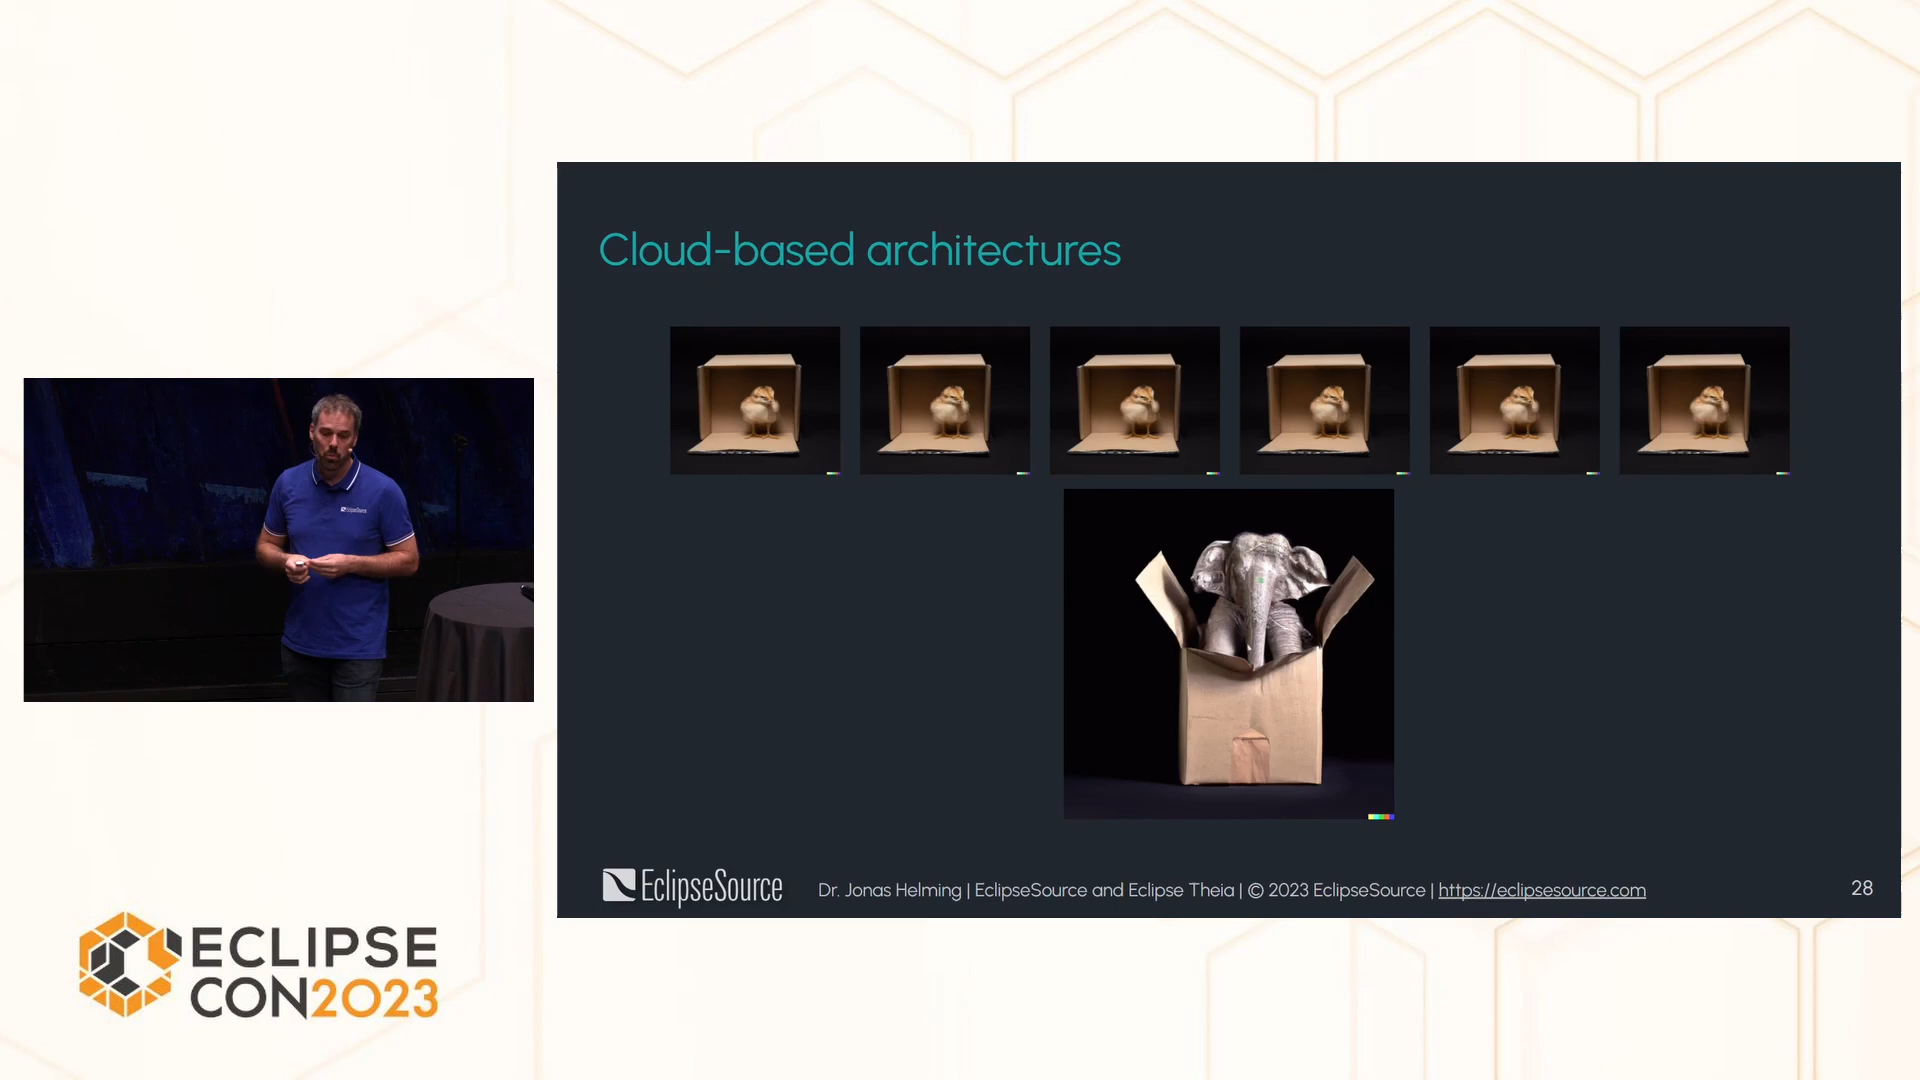 Cloud-based architectures
EclipseSource
EclipseSource Dr. Jonas Helming | EclipseSource and Eclipse Theia | © 2023 EclipseSource | https://eclipsesource.com 28
ECLIPSE
CON2023